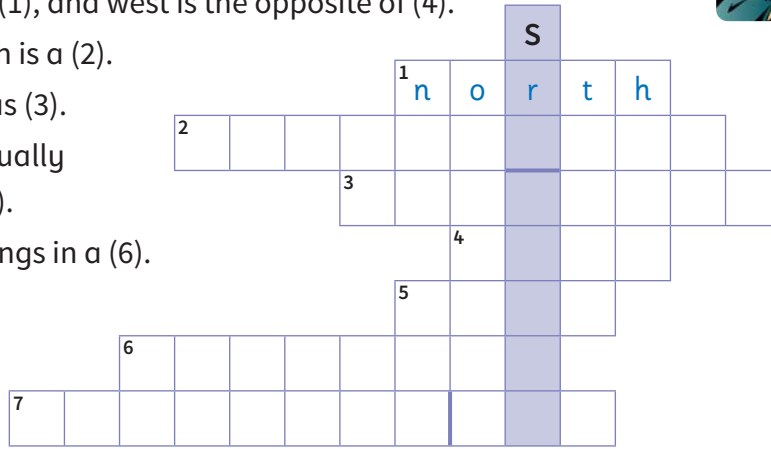 (1), and west is the opposite of (4).
is a (2).
(3).
ngs in a (6).
S
1 n o r t h
2
3
4
5
6
7